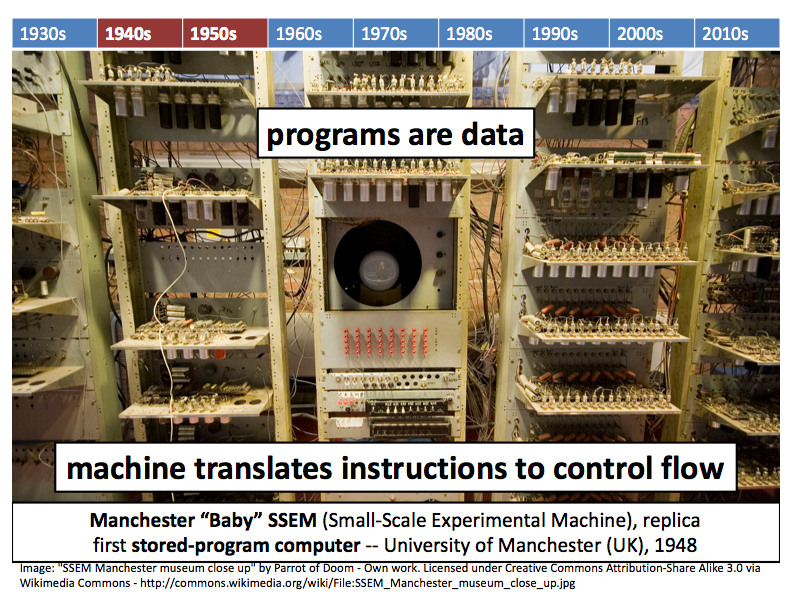 1930s 1940s 1950s 1960s 1970s 1980s 1990s 2000s 2010s
programs are data
machine translates instructions to control flow
Manchester “Baby” SSEM (Small-Scale Experimental Machine), replica
first stored-program computer -- University of Manchester (UK), 1948
Image: "SSEM Manchester museum close up" by Parrot of Doom - Own work. Licensed under Creative Commons Attribution-Share Alike 3.0 via
Wikimedia Commons - http://commons.wikimedia.org/wiki/File:SSEM_Manchester_museum_close_up.jpg